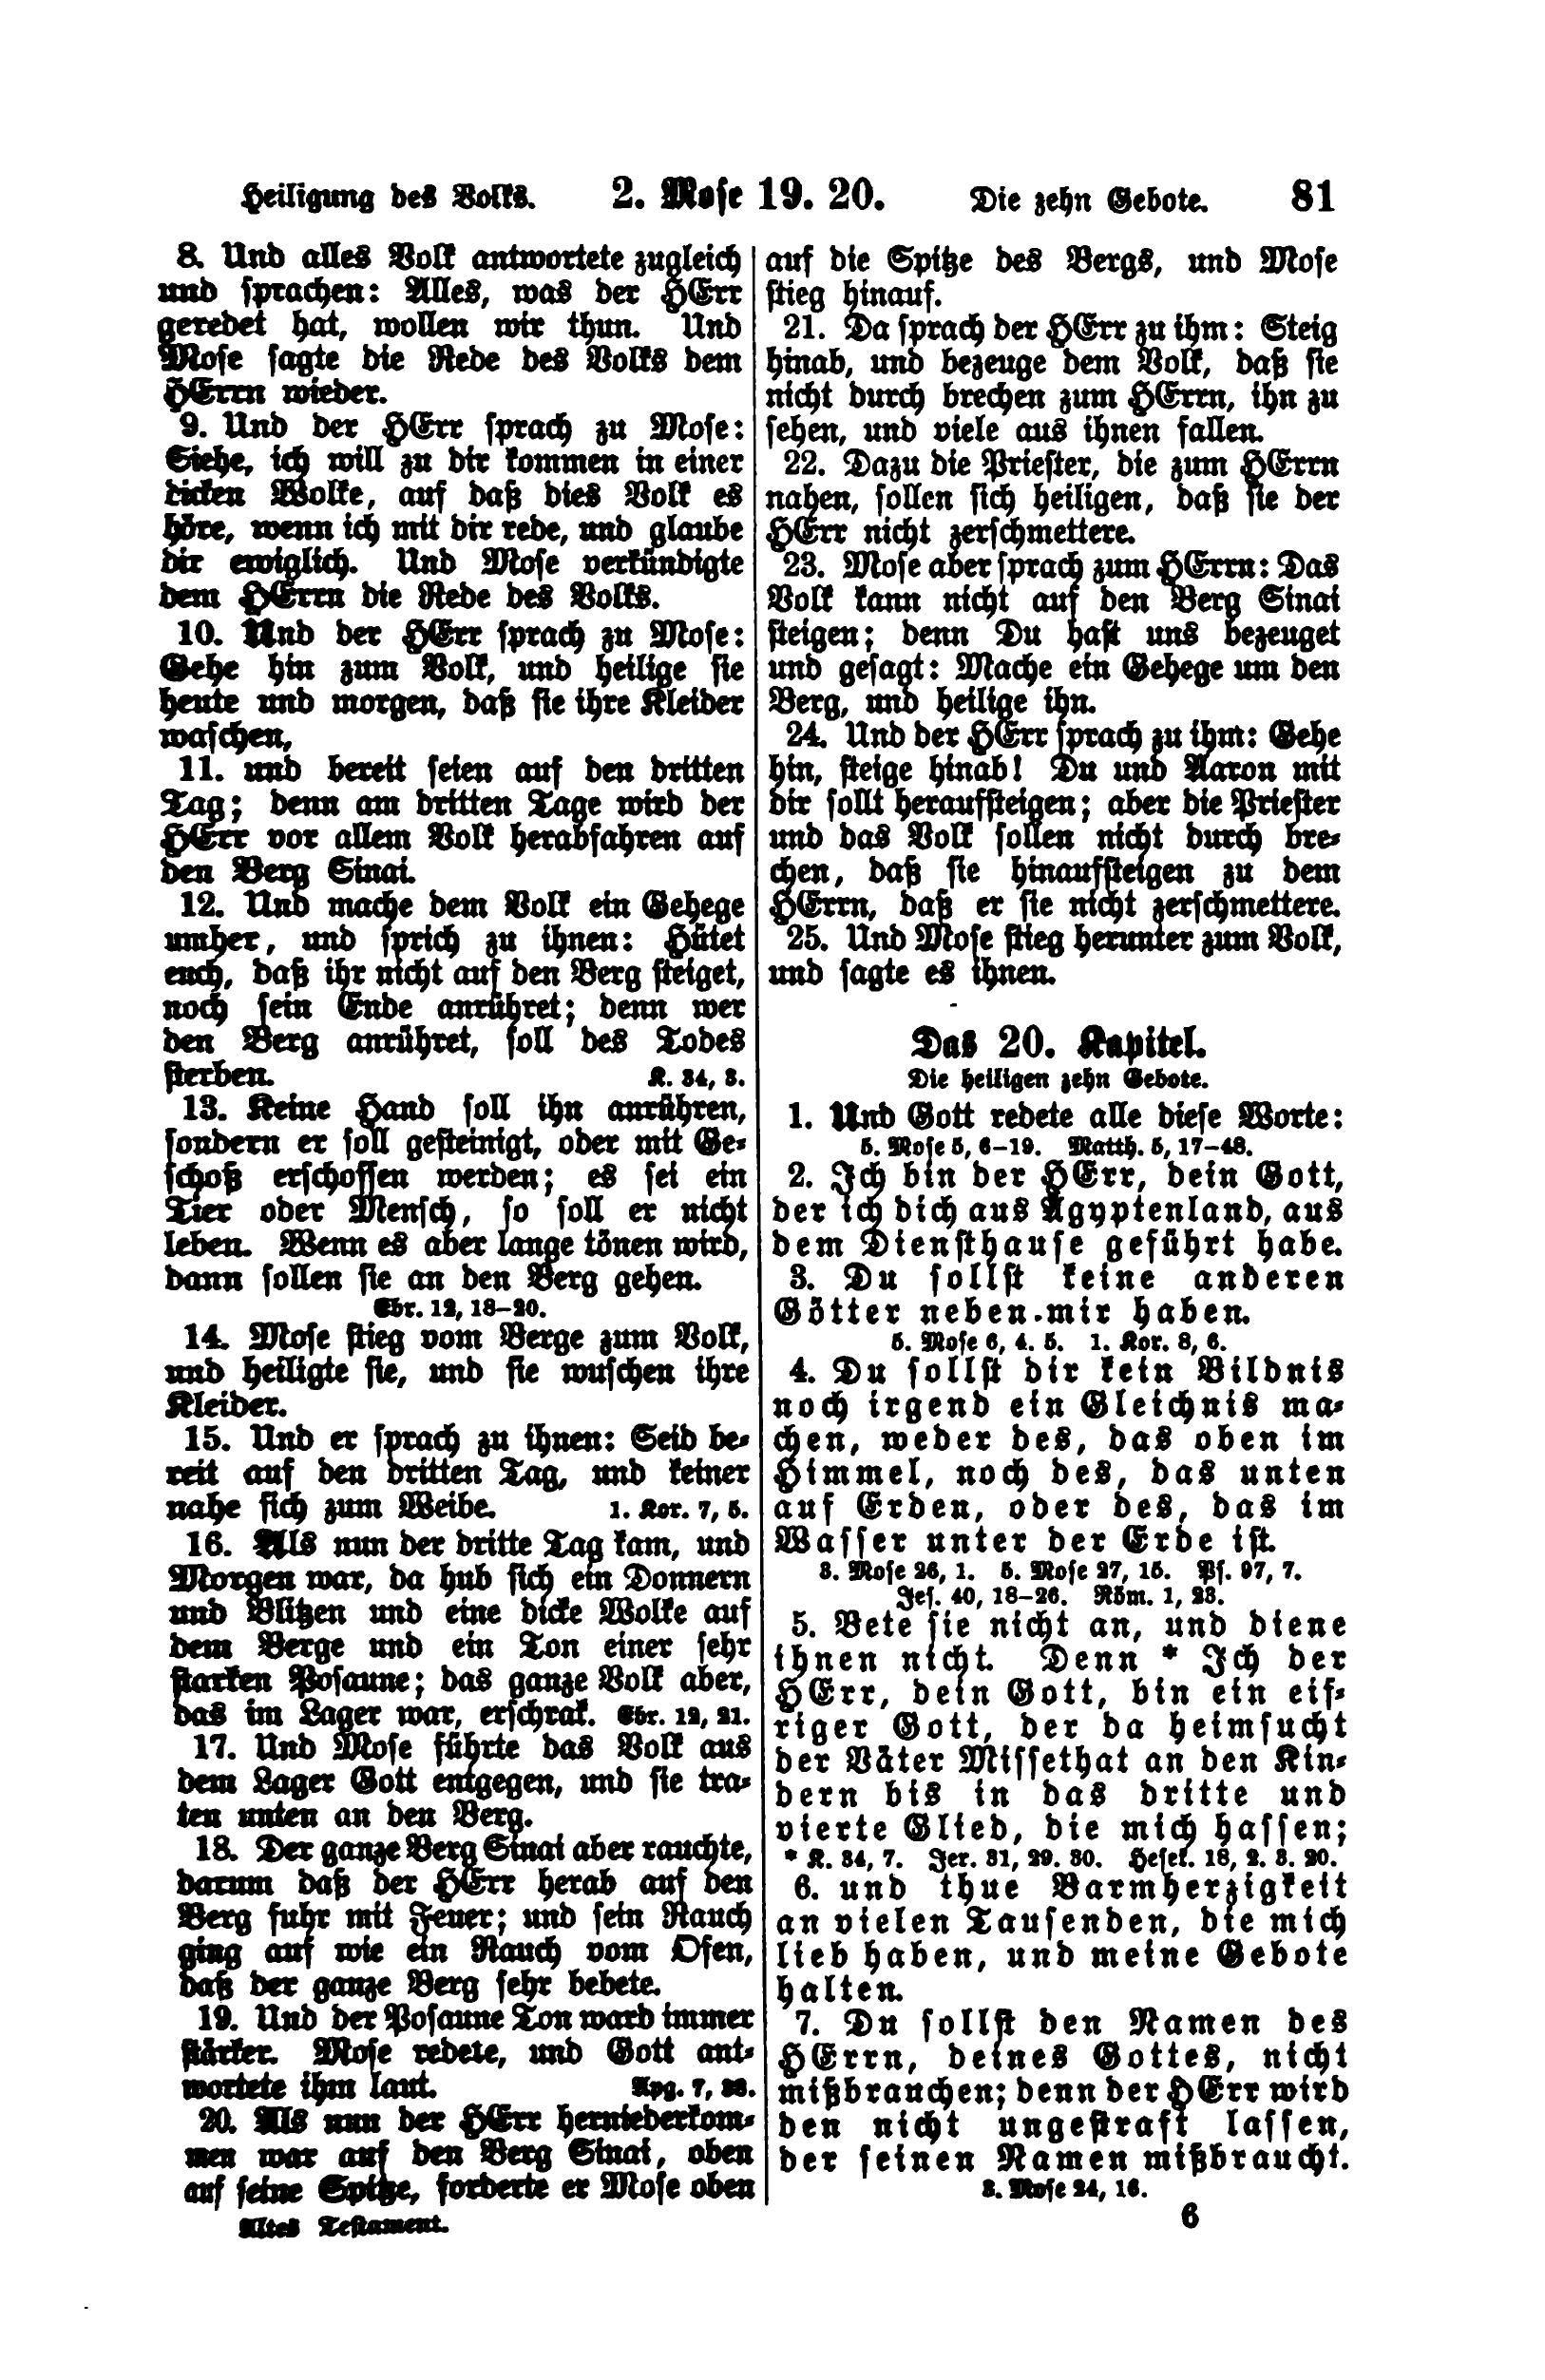 Heiligung des Volks. 2. Mose 19. 20. Die zehn Gebote. 81
8. Und alles Volk antwortete zugleich
und sprachen: Alles, was der HErr
geredet hat, wollen wir thun. Und
Mose sagte die Rede des Volks dem
HErrn wieder.
9. Und der HErr sprach zu Mose:
Siehe, ich will zu dir kommen in einer
dicken Wolke, auf daß dies Volk es
höre, wenn ich mit dir rede, und glaube
dir ewiglich. Und Mose verkündigte
dem HErrn die Rede des Volks.
10. Und der HErr sprach zu Mose:
Gehe hin zum Volk, und heilige sie
heute und morgen, daß sie ihre Kleider
waschen,
11. und bereit seien auf den dritten
Tag; denn am dritten Tage wird der
HErr vor allem Volk herabfahren auf
den Berg Sinai.
12. Und mache dem Volk ein Gehege
umher, und sprich zu ihnen: Hütet
euch, daß ihr nicht auf den Berg steiget,
noch sein Ende anrühret; denn wer
den Berg anrühret, soll des Todes
sterben. K. 34, 3.
13. Keine Hand soll ihn anrühren,
sondern er soll gesteinigt, oder mit Ge-
schoß erschossen werden; es sei ein
Tier oder Mensch, so soll er nicht
leben. Wenn es aber lange tönen wird,
dann sollen sie an den Berg gehen.
Ebr. 12, 18-20.
14. Mose stieg vom Berge zum Volk,
und heiligte sie, und sie wuschen ihre
Kleider.
15. Und er sprach zu ihnen: Seid be-
reit auf den dritten Tag, und keiner
nahe sich zum Weibe. 1. Kor. 7, 5.
16. Als nun der dritte Tag kam, und
Morgen war, da hub sich ein Donnern
und Blitzen und eine dicke Wolke auf
dem Berge und ein Ton einer sehr
starken Posaune; das ganze Volk aber,
das im Lager war, erschrak. Ebr. 12, 21.
17. Und Mose führte das Volk aus
dem Lager Gott entgegen, und sie tra-
ten unten an den Berg.
18. Der ganze Berg Sinai aber rauchte,
darum daß der HErr herab auf den
Berg fuhr mit Feuer; und sein Rauch
ging auf wie ein Rauch vom Ofen,
daß der ganze Berg sehr bebete.
19. Und der Posaune Ton ward immer
stärker. Mose redete, und Gott ant-
wortete ihm laut. Apg. 7, 38.
20. Als nun der HErr herniederkom-
men war auf den Berg Sinai, oben
auf seine Spitze, forderte er Mose oben
Altes Testament.
auf die Spitze des Bergs, und Mose
stieg hinauf.
21. Da sprach der HErr zu ihm: Steig
hinab, und bezeuge dem Volk, daß sie
nicht durch brechen zum HErrn, ihn zu
sehen, und viele aus ihnen fallen.
22. Dazu die Priester, die zum HErrn
nahen, sollen sich heiligen, daß sie der
HErr nicht zerschmettere.
23. Mose aber sprach zum HErrn: Das
Volk kann nicht auf den Berg Sinai
steigen; denn Du hast uns bezeuget
und gesagt: Mache ein Gehege um den
Berg, und heilige ihn.
24. Und der HErr sprach zu ihm: Gehe
hin, steige hinab! Du und Aaron mit
dir sollt heraufsteigen; aber die Priester
und das Volk sollen nicht durch bre-
chen, daß sie hinaufsteigen zu dem
HErrn, daß er sie nicht zerschmettere.
25. Und Mose stieg herunter zum Volk,
und sagte es ihnen.
Das 20. Kapitel.
Die heiligen zehn Gebote.
1. Und Gott redete alle diese Worte:
5. Mose 5, 6-19. Matth. 5, 17-48.
2. Ich bin der HErr, dein Gott,
der ich dich aus Ägyptenland, aus
dem Diensthause geführt habe.
3. Du sollst keine anderen
Götter neben mir haben.
5. Mose 6, 4. 5. 1. Kor. 8, 6.
4. Du sollst dir kein Bildnis
noch irgend ein Gleichnis ma-
chen, weder des, das oben im
Himmel, noch des, das unten
auf Erden, oder des, das im
Wasser unter der Erde ist.
3. Mose 26, 1. 5. Mose 27, 15. Ps. 97, 7.
Jes. 40, 18-26. Röm. 1, 23.
5. Bete sie nicht an, und diene
ihnen nicht. Denn * Ich der
HErr, dein Gott, bin ein eif-
riger Gott, der da heimsucht
der Väter Missethat an den Kin-
dern bis in das dritte und
vierte Glied, die mich hassen;
* K. 34, 7. Jer. 31, 29. 30. Hesek. 18, 2. 3. 20.
6. und thue Barmherzigkeit
an vielen Tausenden, die mich
lieb haben, und meine Gebote
halten.
7. Du sollst den Namen des
HErrn, deines Gottes, nicht
mißbrauchen; denn der HErr wird
den nicht ungestraft lassen,
der seinen Namen mißbraucht.
3. Mose 24, 16.
6